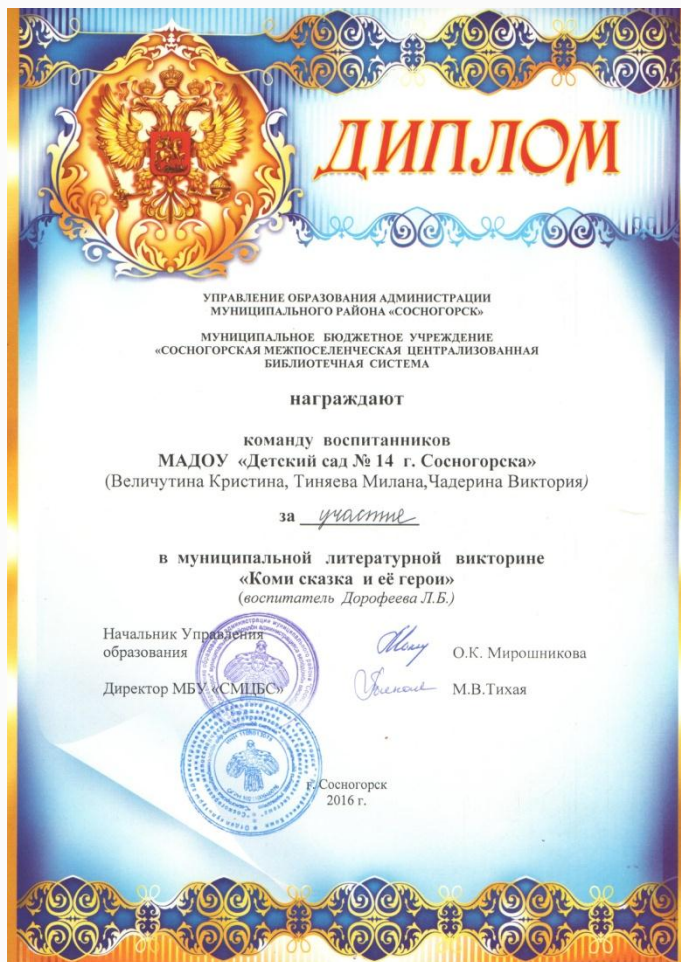 ДИПЛОМ
УПРАВЛЕНИЕ ОБРАЗОВАНИЯ АДМИНИСТРАЦИИ
МУНИЦИПАЛЬНОГО РАЙОНА «СОСНОГОРСК»
МУНИЦИПАЛЬНОЕ БЮДЖЕТНОЕ УЧРЕЖДЕНИЕ
«СОСНОГОРСКАЯ МЕЖПОСЕЛЕНЧЕСКАЯ ЦЕНТРАЛИЗОВАННАЯ
БИБЛИОТЕЧНАЯ СИСТЕМА
награждают
команду воспитанников
МАДОУ «Детский сад № 14 г. Сосногорска»
(Величутина Кристина, Тиняева Милана,Чадерина Виктория)
за участие
в муниципальной литературной викторине
«Коми сказка и её герои»
(воспитатель Дорофеева Л.Б.)
Начальник Управления
образования О.К. Мирошникова
Директор МБУ «СМЦБС» М.В.Тихая
г. Сосногорск
2016 г.